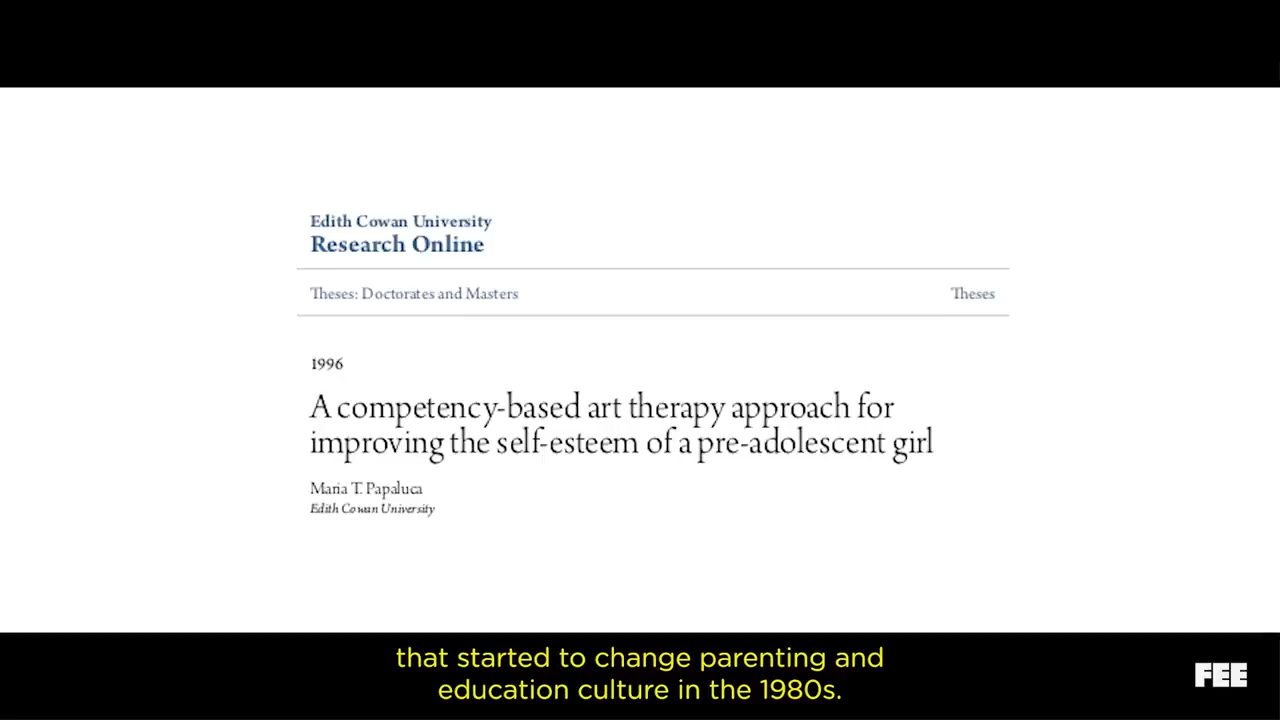 Edith Cowan University
Research Online
Theses: Doctorates and Masters
Theses
1996
A competency-based art therapy approach for
improving the self-esteem of a pre-adolescent girl
Maria T. Papaluca
Edith Cowan University
that started to change parenting and
education culture in the 1980s.
FEE